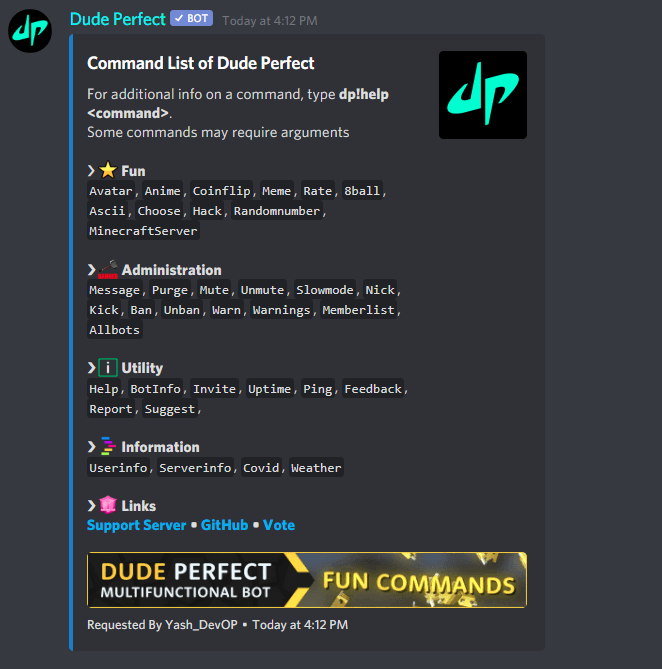 dp
Dude Perfect ✓ BOT Today at 4:12 PM
Command List of Dude Perfect
dp
For additional info on a command, type dp!help
<command>.
Some commands may require arguments
❯⭐ Fun
Avatar, Anime, Coinflip, Meme, Rate, 8ball,
Ascii, Choose, Hack, Randomnumber,
MinecraftServer
❯ Administration
Message, Purge, Mute, Unmute, Slowmode, Nick,
Kick, Ban, Unban, Warn, Warnings, Memberlist,
Allbots
❯ i Utility
Help, BotInfo, Invite, Uptime, Ping, Feedback,
Report, Suggest,
❯ Information
Userinfo, Serverinfo, Covid, Weather
❯ Links
Support Server • GitHub • Vote
DUDE PERFECT
MULTIFUNCTIONAL BOT
FUN COMMANDS
Requested By Yash_DevOP • Today at 4:12 PM